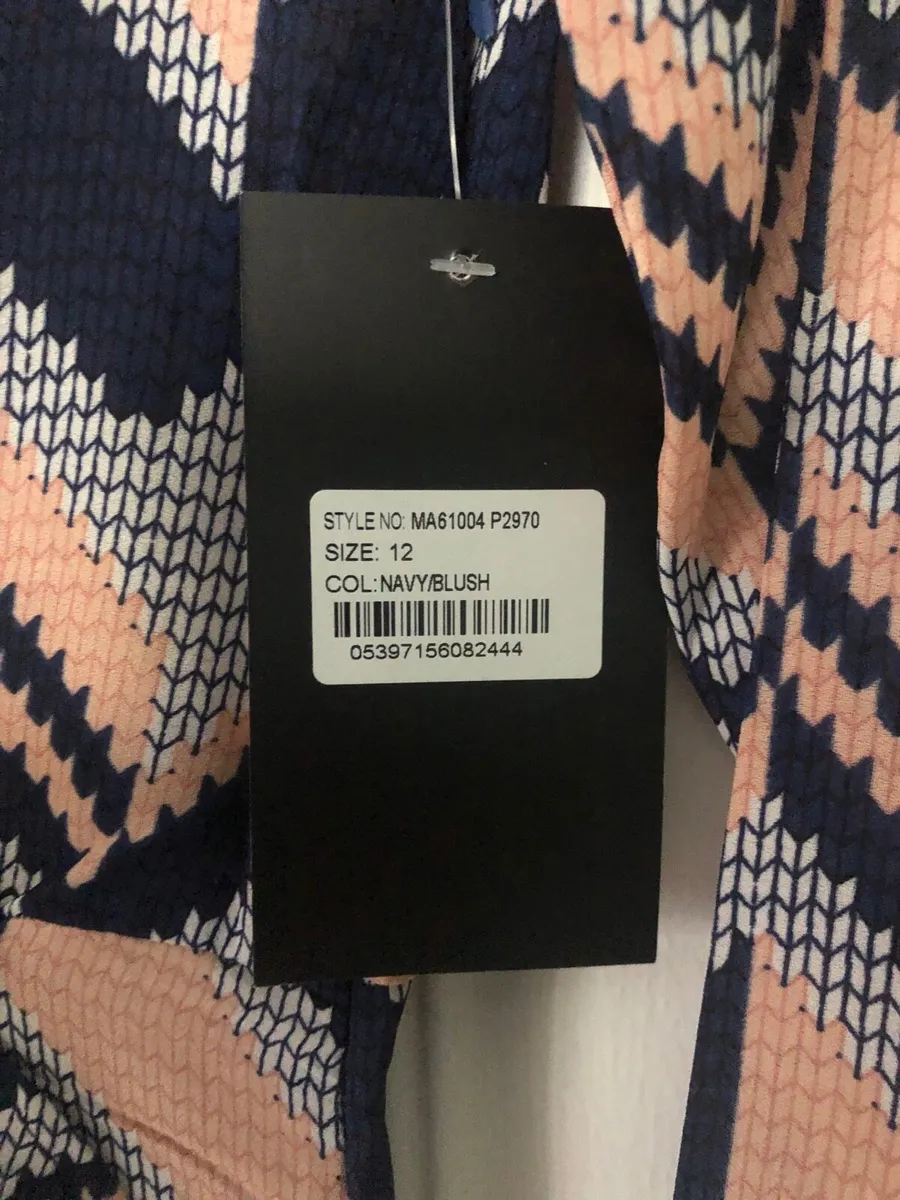 STYLE NO: MA61004 P2970
SIZE: 12
COL:NAVY/BLUSH
05397156082444